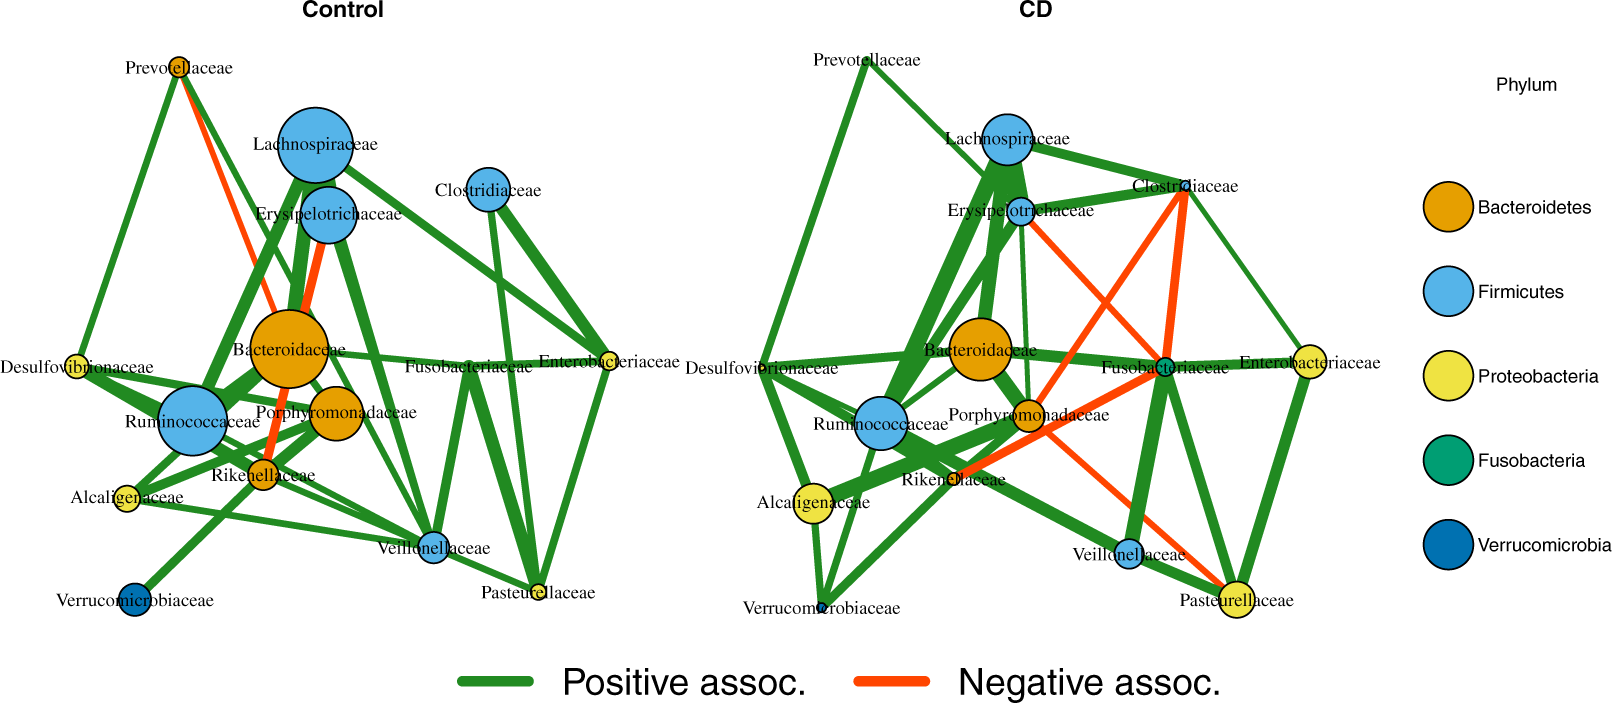 Control
Prevotellaceae
Lachnospiraceae
Clostridiaceae
Erysipelotrichaceae
Bacteroidaceae
Desulfovibrionaceae
Fusobacteriaceae
Enterobacteriaceae
Porphyromonadaceae
Ruminococcaceae
Rikenellaceae
Alcaligenaceae
Veillonellaceae
Pasteurellaceae
Verrucomicrobiaceae
CD
Prevotellaceae
Lachnospiraceae
Clostridiaceae
Erysipelotrichaceae
Bacteroidaceae
Desulfovibrionaceae
Fusobacteriaceae
Enterobacteriaceae
Porphyromonadaceae
Ruminococcaceae
Rikenellaceae
Alcaligenaceae
Veillonellaceae
Pasteurellaceae
Verrucomicrobiaceae
Phylum
Bacteroidetes
Firmicutes
Proteobacteria
Fusobacteria
Verrucomicrobia
Positive assoc.
Negative assoc.